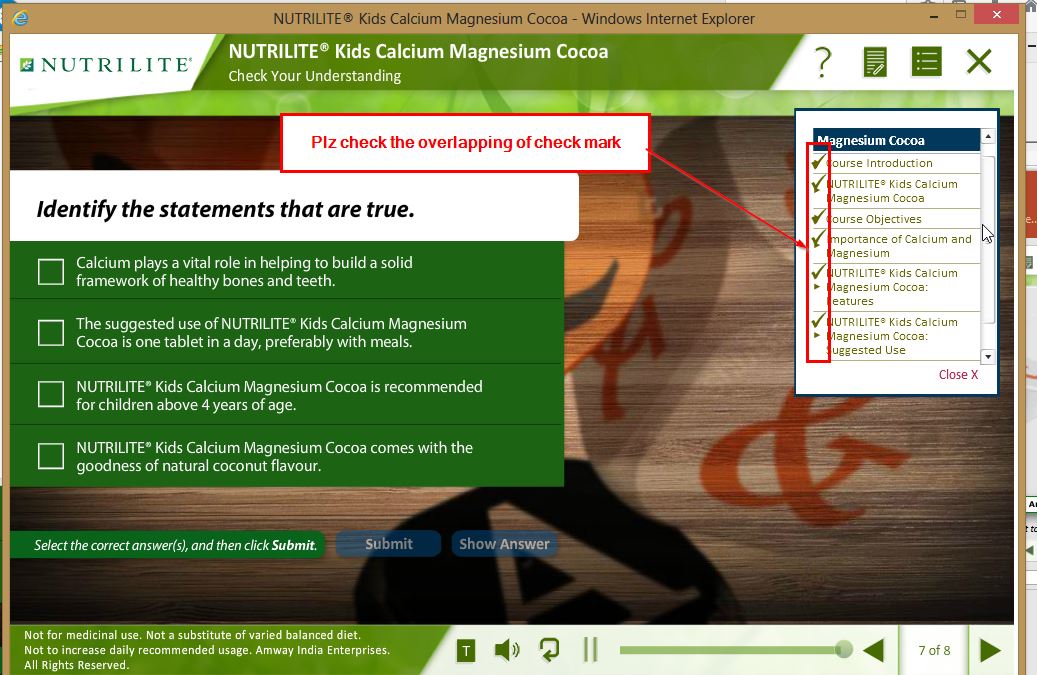 NUTRILITE® Kids Calcium Magnesium Cocoa - Windows Internet Explorer
NUTRILITE®
NUTRILITE® Kids Calcium Magnesium Cocoa
Check Your Understanding
?
Plz check the overlapping of check mark
Magnesium Cocoa
Course Introduction
NUTRILITE® Kids Calcium
Magnesium Cocoa
Course Objectives
Importance of Calcium and
Magnesium
NUTRILITE® Kids Calcium
Magnesium Cocoa:
Features
NUTRILITE® Kids Calcium
Magnesium Cocoa:
Suggested Use
Close X
Identify the statements that are true.
Calcium plays a vital role in helping to build a solid
framework of healthy bones and teeth.
The suggested use of NUTRILITE® Kids Calcium Magnesium
Cocoa is one tablet in a day, preferably with meals.
NUTRILITE® Kids Calcium Magnesium Cocoa is recommended
for children above 4 years of age.
NUTRILITE® Kids Calcium Magnesium Cocoa comes with the
goodness of natural coconut flavour.
Select the correct answer(s), and then click Submit.
Submit
Show Answer
Not for medicinal use. Not a substitute of varied balanced diet.
Not to increase daily recommended usage. Amway India Enterprises.
All Rights Reserved.
T
7 of 8